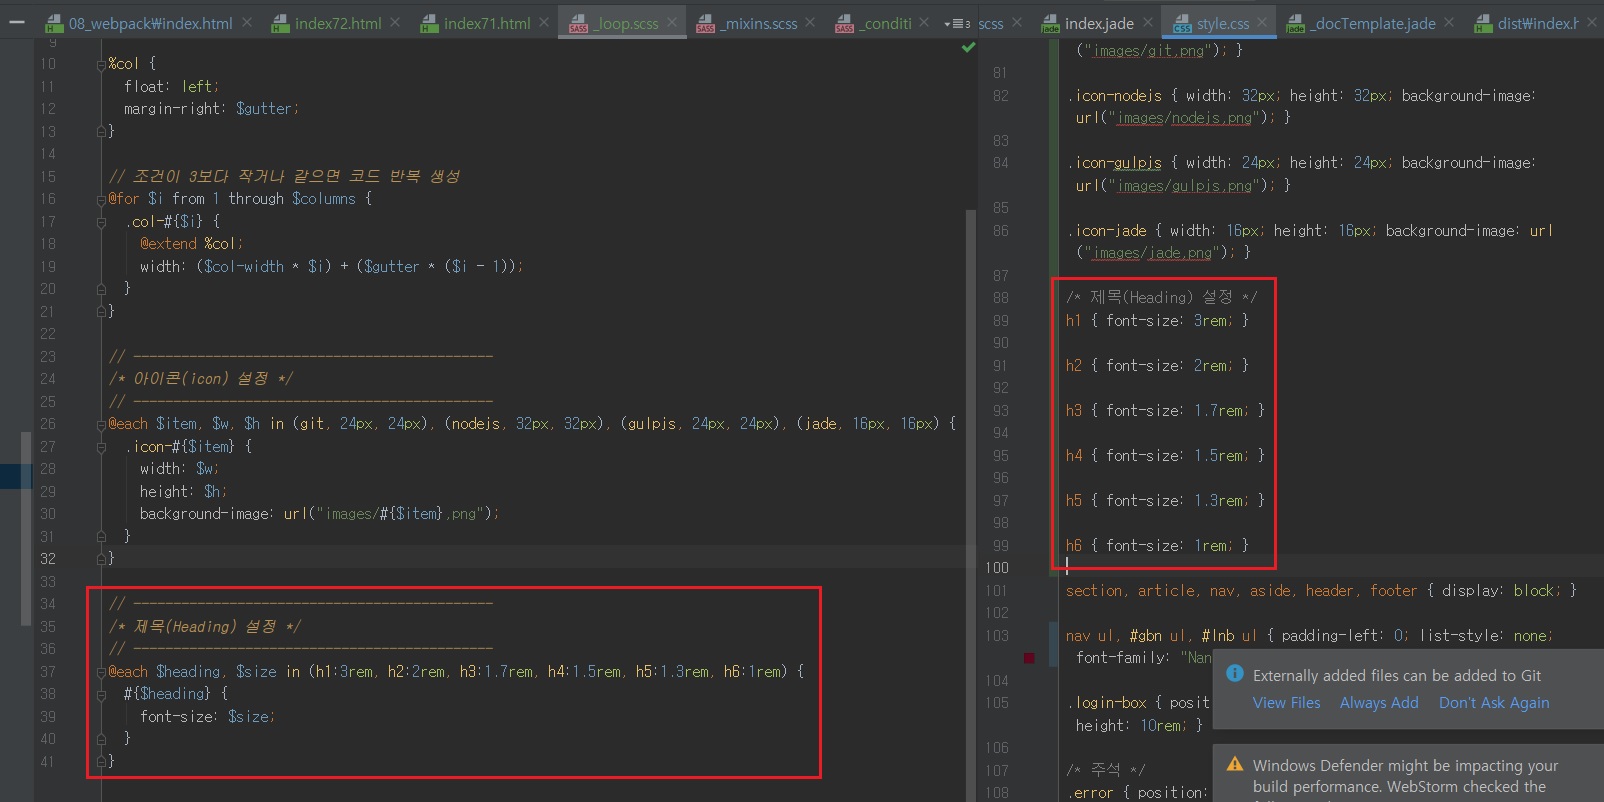 08_webpack₩index.html
index72.html
index71.html
_loop.scss
_mixins.scss
_conditi
3
scss
index.jade
style.css
_docTemplate.jade
dist₩index.h
9
10 %col {
11 float: left;
12 margin-right: $gutter;
13 }
14
15 // 조건이 3보다 작거나 같으면 코드 반복 생성
16 @for $i from 1 through $columns {
17 .col-#{$i} {
18 @extend %col;
19 width: ($col-width * $i) + ($gutter * ($i - 1));
20 }
21 }
22
23 // ---------------------------------------------
24 /* 아이콘(icon) 설정 */
25 // ---------------------------------------------
26 @each $item, $w, $h in (git, 24px, 24px), (nodejs, 32px, 32px), (gulpjs, 24px, 24px), (jade, 16px, 16px) {
27 .icon-#{$item} {
28 width: $w;
29 height: $h;
30 background-image: url("images/#{$item},png");
31 }
32 }
33
34 // ---------------------------------------------
35 /* 제목(Heading) 설정 */
36 // ---------------------------------------------
37 @each $heading, $size in (h1:3rem, h2:2rem, h3:1.7rem, h4:1.5rem, h5:1.3rem, h6:1rem) {
38 #{$heading} {
39 font-size: $size;
40 }
41 }
("images/git,png"); }
81
82 .icon-nodejs { width: 32px; height: 32px; background-image:
url("images/nodejs,png"); }
83
84 .icon-gulpjs { width: 24px; height: 24px; background-image:
url("images/gulpjs,png"); }
85
86 .icon-jade { width: 16px; height: 16px; background-image: url
("images/jade,png"); }
87
88 /* 제목(Heading) 설정 */
89 h1 { font-size: 3rem; }
90
91 h2 { font-size: 2rem; }
92
93 h3 { font-size: 1.7rem; }
94
95 h4 { font-size: 1.5rem; }
96
97 h5 { font-size: 1.3rem; }
98
99 h6 { font-size: 1rem; }
100
101 section, article, nav, aside, header, footer { display: block; }
102
103 nav ul, #gbn ul, #lnb ul { padding-left: 0; list-style: none;
font-family: "Nan
104
105 .login-box { posit
height: 10rem; }
106
107 /* 주석 */
108 .error { position:
Externally added files can be added to Git
View Files Always Add Don't Ask Again
Windows Defender might be impacting your
build performance. WebStorm checked the